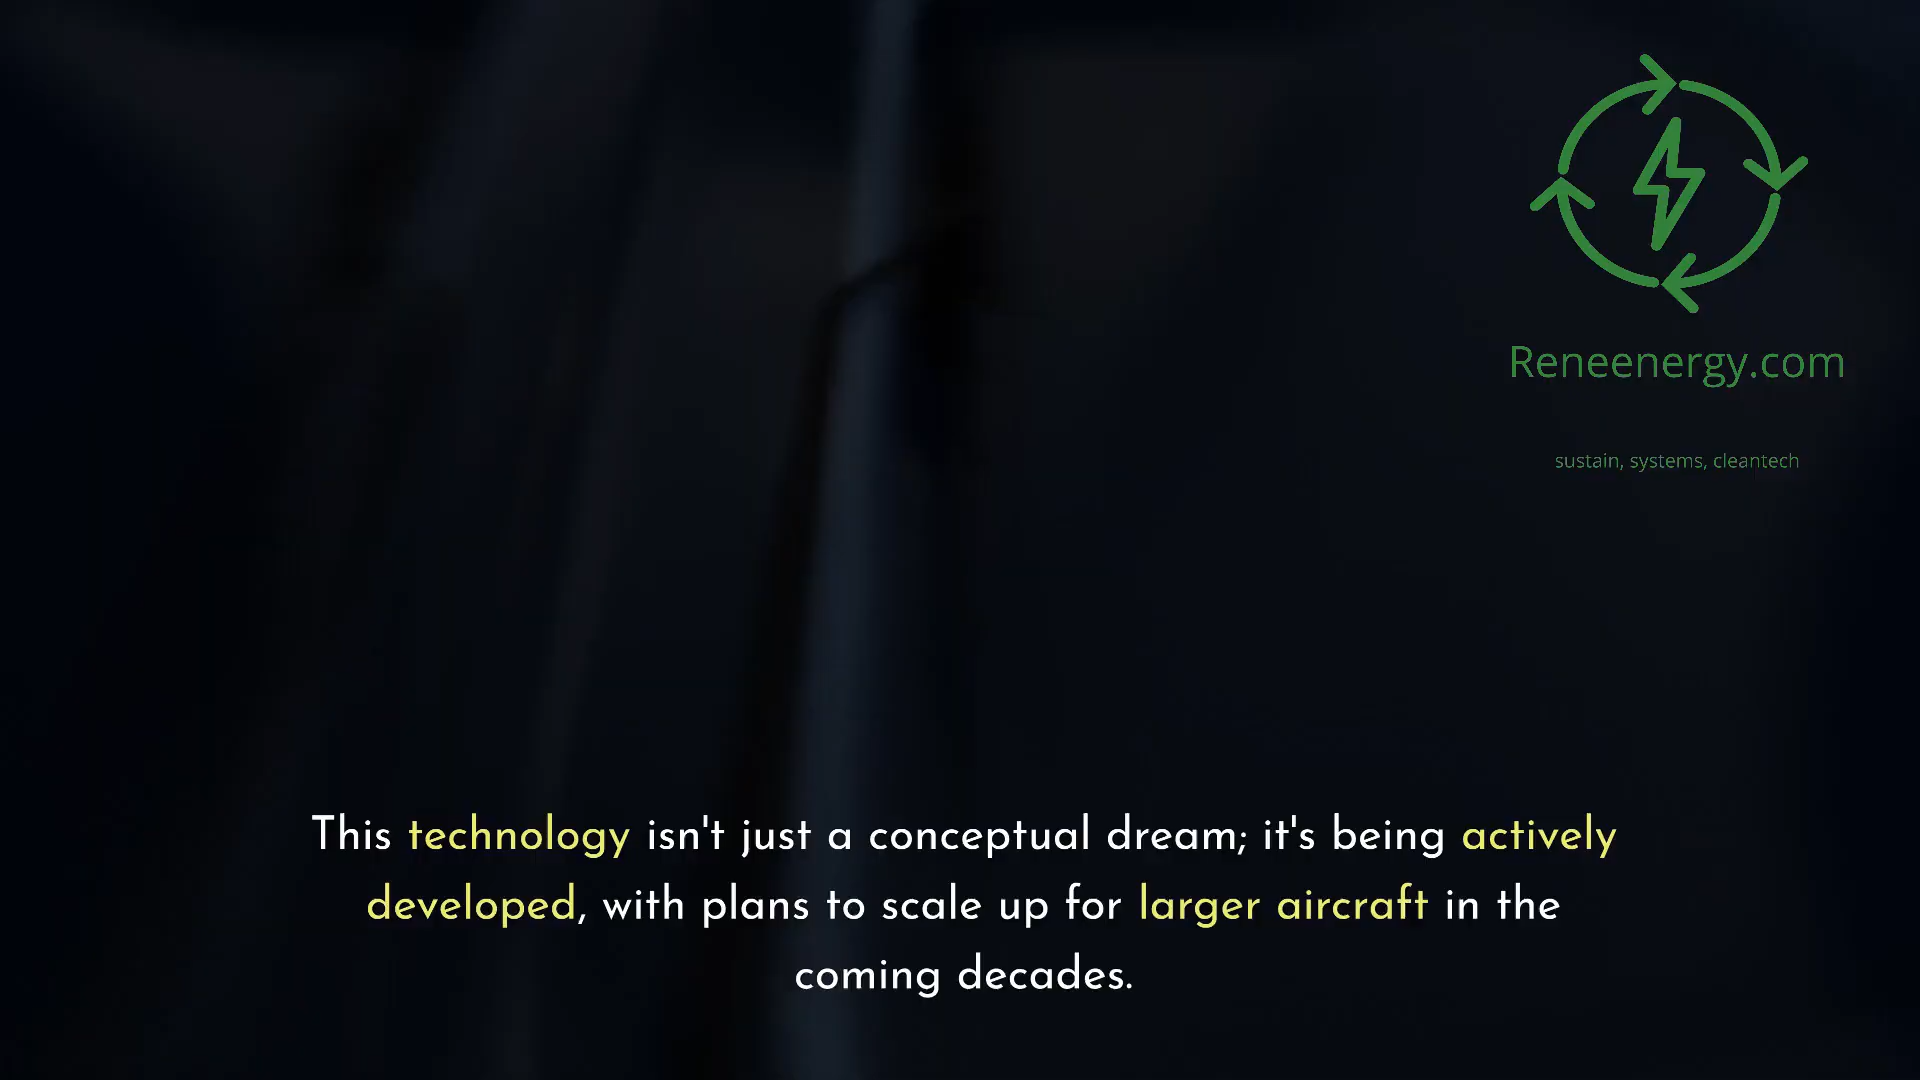 Reneenergy.com
sustain, systems, cleantech
This technology isn't just a conceptual dream; it's being actively
developed, with plans to scale up for larger aircraft in the
coming decades.